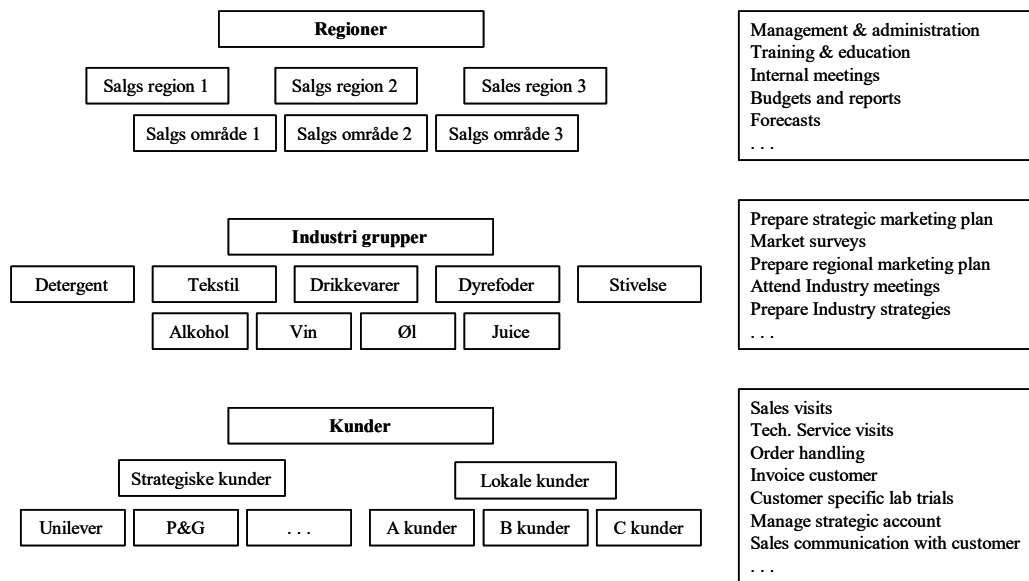 Regioner
Salgs region 1
Salgs region 2
Sales region 3
Salgs område 1
Salgs område 2
Salgs område 3
Management & administration
Training & education
Internal meetings
Budgets and reports
Forecasts
. . .
Industri grupper
Detergent
Tekstil
Drikkevarer
Dyrefoder
Stivelse
Alkohol
Vin
Øl
Juice
Prepare strategic marketing plan
Market surveys
Prepare regional marketing plan
Attend Industry meetings
Prepare Industry strategies
. . .
Kunder
Strategiske kunder
Lokale kunder
Unilever
P&G
. . .
A kunder
B kunder
C kunder
Sales visits
Tech. Service visits
Order handling
Invoice customer
Customer specific lab trials
Manage strategic account
Sales communication with customer
. . .